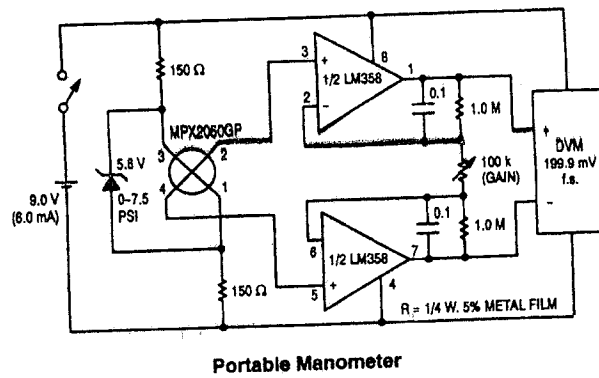 150 Ω
MPX2050GP
3
2
4
1
5.8 V
0–7.5
PSI
9.0 V
(6.0 mA)
150 Ω
3
+
1/2 LM358
2
–
8
1
0.1
1.0 M
100 k
(GAIN)
0.1
1.0 M
6
–
1/2 LM358
7
5
+
4
+
DVM
199.9 mV
f.s.
–
R = 1/4 W. 5% METAL FILM
Portable Manometer